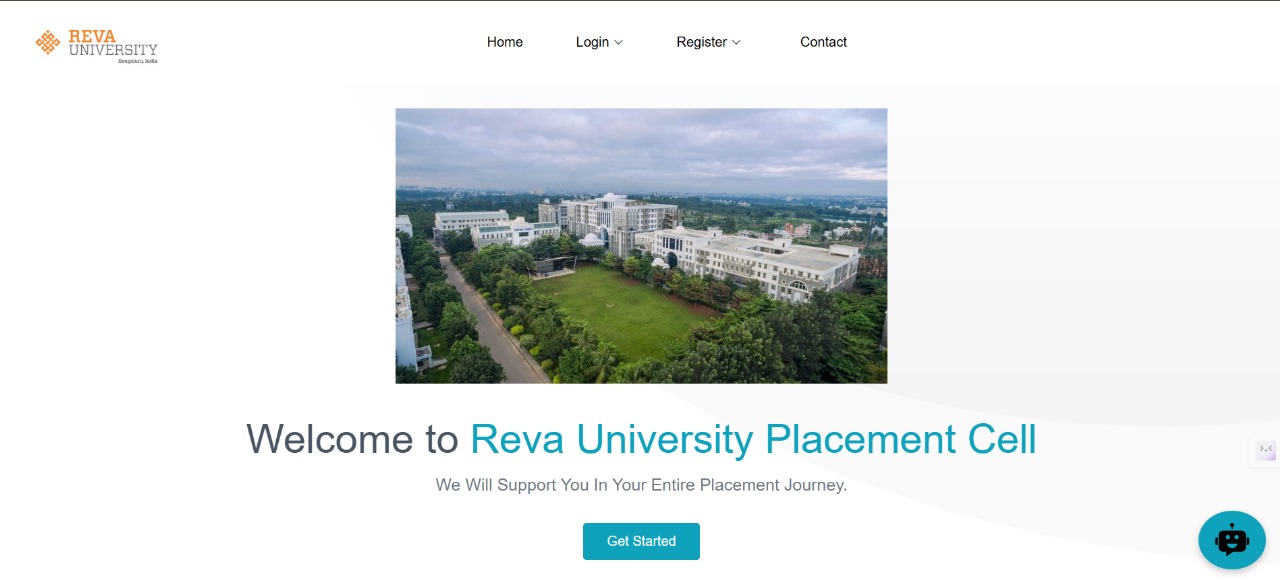 REVA
UNIVERSITY
Bengaluru, India
Home Login Register Contact
Welcome to Reva University Placement Cell
We Will Support You In Your Entire Placement Journey.
Get Started